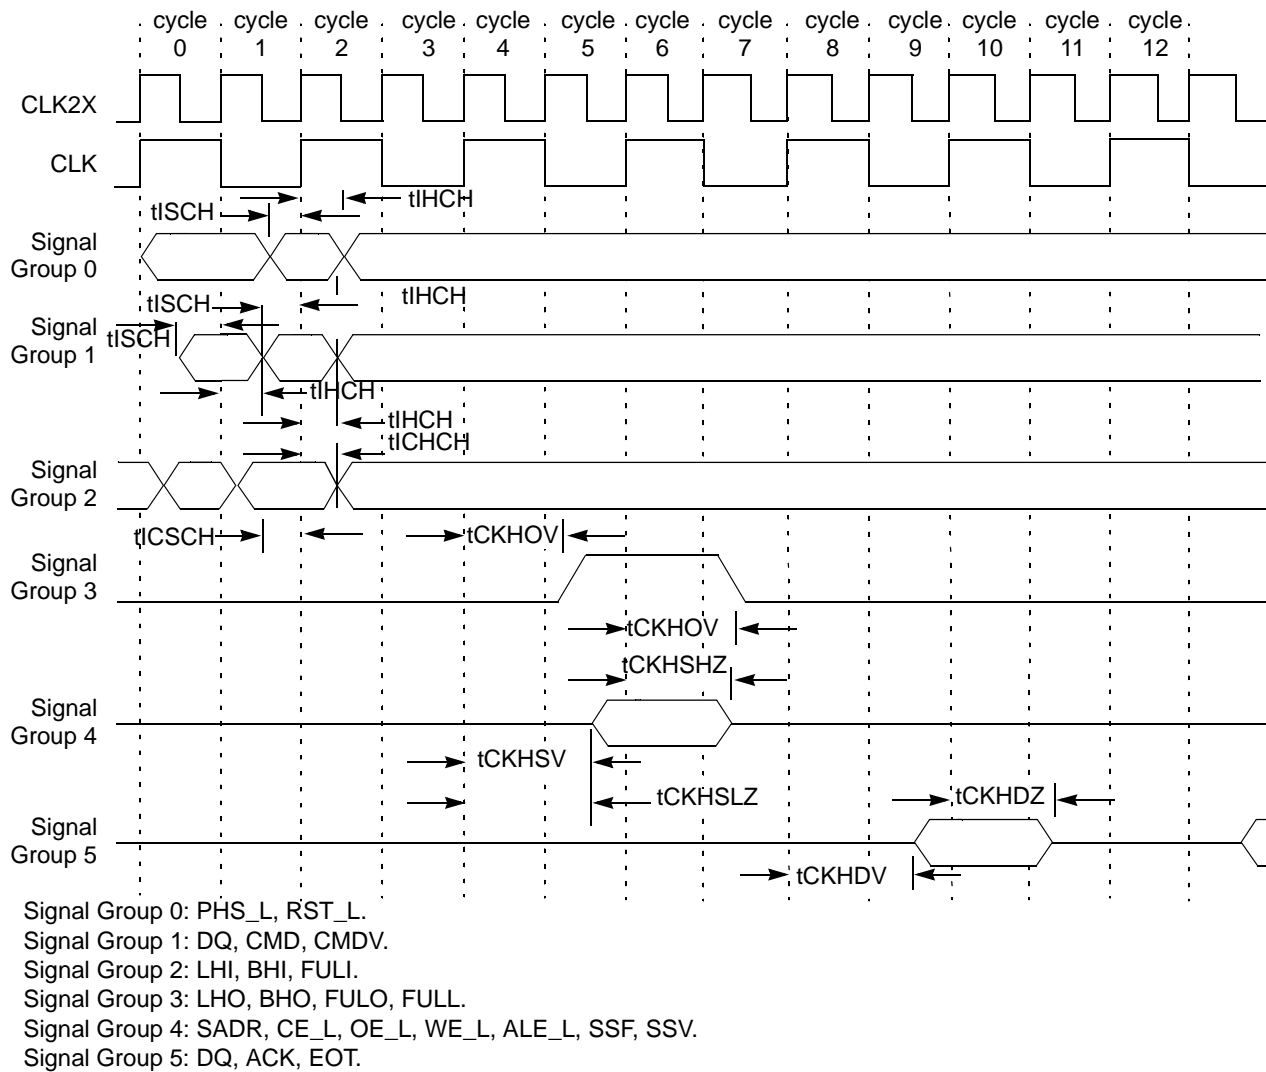 cycle cycle cycle cycle cycle cycle cycle cycle cycle cycle cycle cycle cycle
0 1 2 3 4 5 6 7 8 9 10 11 12
CLK2X
CLK
tIHCH
tISCH
Signal
Group 0
tIHCH
tISCH
Signal
tISCH
Group 1
tIHCH
tIHCH
tICHCH
Signal
Group 2
tICSCH
tCKHOV
Signal
Group 3
tCKHOV
tCKHSHZ
Signal
Group 4
tCKHSV
tCKHSLZ
tCKHDZ
Signal
Group 5
tCKHDV
Signal Group 0: PHS_L, RST_L.
Signal Group 1: DQ, CMD, CMDV.
Signal Group 2: LHI, BHI, FULI.
Signal Group 3: LHO, BHO, FULO, FULL.
Signal Group 4: SADR, CE_L, OE_L, WE_L, ALE_L, SSF, SSV.
Signal Group 5: DQ, ACK, EOT.